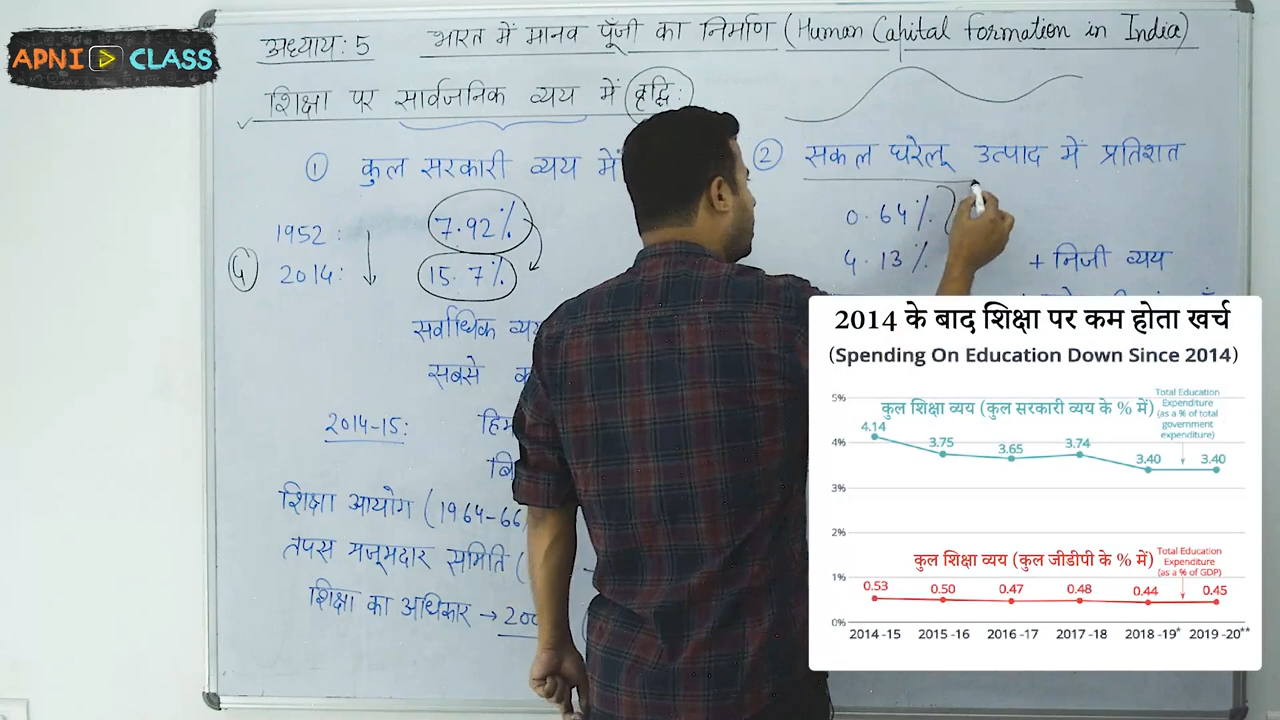 APNI CLASS
अध्याय: 5 भारत में मानव पूँजी का निर्माण (Human Capital Formation in India)
शिक्षा पर सार्वजनिक व्यय में वृद्धि:
① कुल सरकारी व्यय में
1952: 7.92%
2014: 15.7%
सर्वाधिक
सबसे
2014-15:
शिक्षा आयोग (1964-66
तपस मजूमदार समिति (
शिक्षा का अधिकार →
② सकल घरेलू उत्पाद में प्रतिशत
0.64%
4.13% + निजी व्यय
2014 के बाद शिक्षा पर कम होता खर्च
(Spending On Education Down Since 2014)
कुल शिक्षा व्यय (कुल सरकारी व्यय के % में)
Total Education
Expenditure
(as a % of total
government
expenditure)
5%
4%
3%
2%
1%
0%
4.14 3.75 3.65 3.74 3.40 3.40
कुल शिक्षा व्यय (कुल जीडीपी के % में)
Total Education
Expenditure
(as a % of GDP)
0.53 0.50 0.47 0.48 0.44 0.45
2014 -15 2015 -16 2016 -17 2017 -18 2018 -19* 2019 -20**